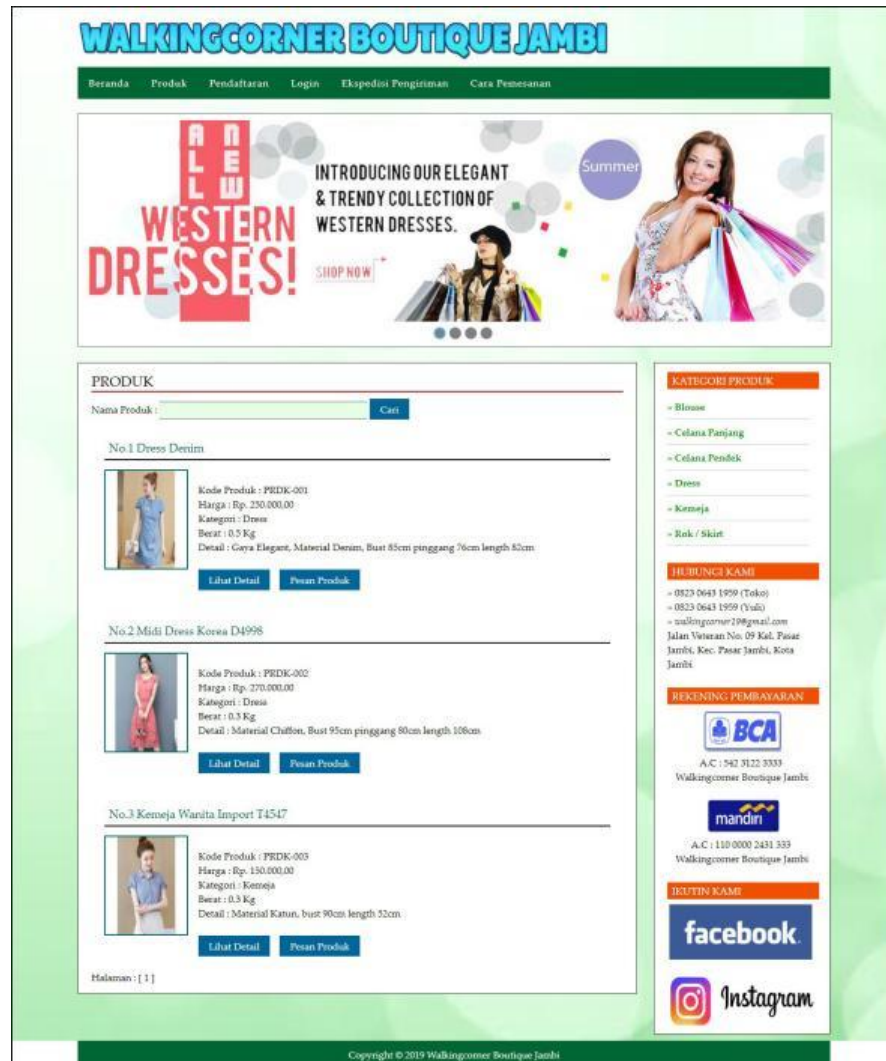 WALKINGCORNER BOUTIQUE JAMBI
Beranda Produk Pendaftaran Login Ekspedisi Pengiriman Cara Pemesanan
ALL NEW
WESTERN
DRESSES!
INTRODUCING OUR ELEGANT
& TRENDY COLLECTION OF
WESTERN DRESSES.
SHOP NOW
Summer
PRODUK
Nama Produk : Cari
No.1 Dress Denim
Kode Produk : PRDK-001
Harga : Rp. 250.000,00
Kategori : Dress
Berat : 0.5 Kg
Detail : Gaya Elegant, Material Denim, Bust 85cm pinggang 76cm length 82cm
Lihat Detail Pesan Produk
No.2 Midi Dress Korea D4998
Kode Produk : PRDK-002
Harga : Rp. 270.000,00
Kategori : Dress
Berat : 0.3 Kg
Detail : Material Chiffon, Bust 95cm pinggang 80cm length 108cm
Lihat Detail Pesan Produk
No.3 Kemeja Wanita Import T4547
Kode Produk : PRDK-003
Harga : Rp. 150.000,00
Kategori : Kemeja
Berat : 0.3 Kg
Detail : Material Katun, bust 90cm length 52cm
Lihat Detail Pesan Produk
Halaman : [ 1 ]
KATEGORI PRODUK
» Blouse
» Celana Panjang
» Celana Pendek
» Dress
» Kemeja
» Rok / Skirt
HUBUNGI KAMI
» 0823 0643 1959 (Toko)
» 0823 0643 1959 (Yuli)
» walkingcorner19@gmail.com
Jalan Veteran No. 09 Kel. Pasar
Jambi, Kec. Pasar Jambi, Kota
Jambi
REKENING PEMBAYARAN
BCA
A.C : 542 3122 3333
Walkingcorner Boutique Jambi
mandiri
A.C : 110 0000 2431 333
Walkingcorner Boutique Jambi
IKUTIN KAMI
facebook.
Instagram
Copyright © 2019 Walkingcorner Boutique Jambi